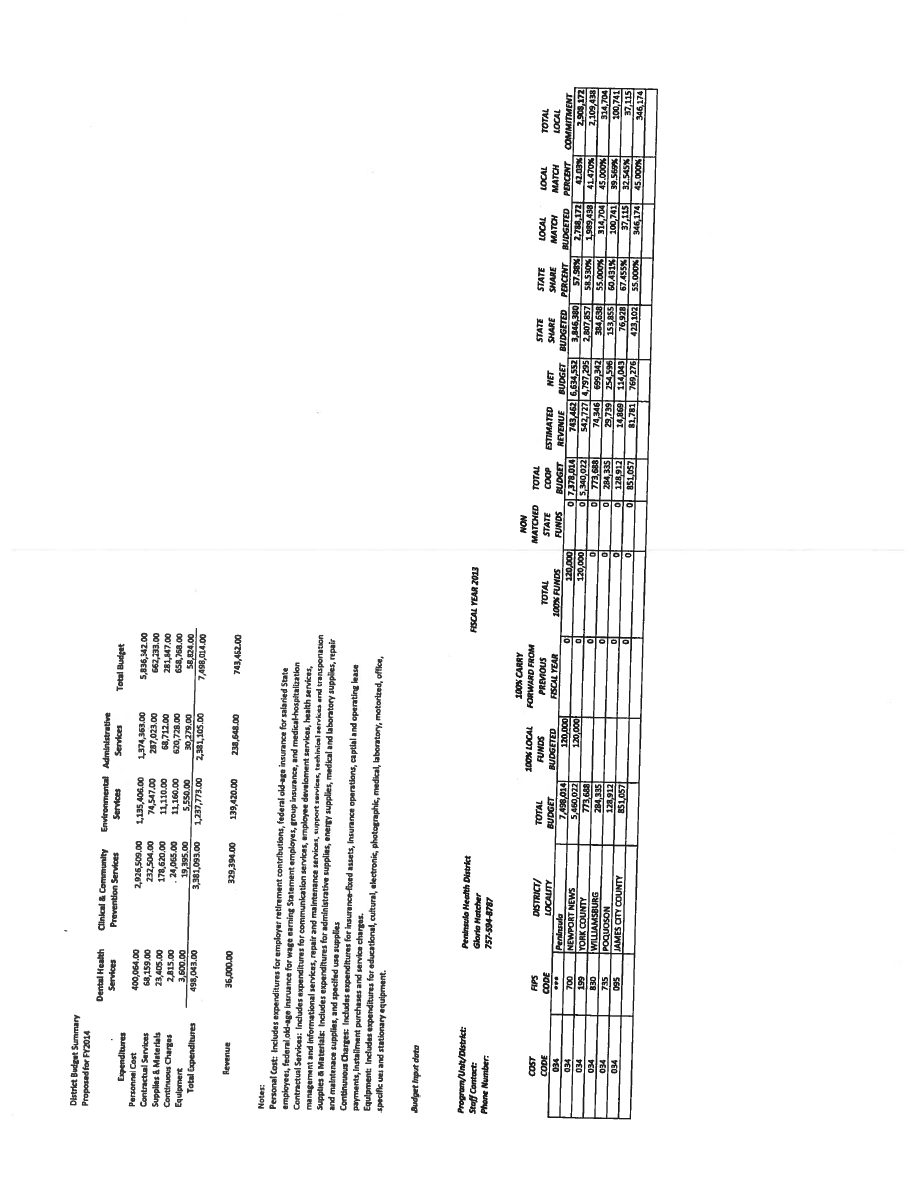 District Budget Summary
Proposed for FY2014
Dental Health Clinical & Community Environmental Administrative
Expenditures Services Prevention Services Services Services Total Budget
Personnel Cost 400,064.00 2,926,509.00 1,135,406.00 1,374,363.00 5,836,342.00
Contractual Services 68,159.00 232,504.00 74,547.00 287,023.00 662,233.00
Supplies & Materials 23,405.00 178,620.00 11,110.00 68,712.00 281,847.00
Continuous Charges 2,815.00 24,065.00 11,160.00 620,728.00 658,768.00
Equipment 3,600.00 19,395.00 5,550.00 30,279.00 58,824.00
Total Expenditures 498,043.00 3,381,093.00 1,237,773.00 2,381,105.00 7,498,014.00
Revenue 36,000.00 329,394.00 139,420.00 238,648.00 743,462.00
Notes:
Personal Cost: Includes expenditures for employer retirement contributions, federal old-age insurance for salaried State
employees, federal old-age insruance for wage earning Statement employes, group insurance, and medical-hospitalization
Contractual Services: Includes expenditures for communication services, employee develoment services, health services,
management and informational services, repair and maintenance services, support services, techinical services and transponation
Supplies & Materials: Includes expenditures for administrative supplies, energy supplies, medical and laboratory supplies, repair
and maintenace supplies, and specifed use supplies
Continuuous Charges: Includes expenditures for insurance-fixed assets, insurance operations, captial and operating lease
payments, installment purchases and service charges.
Equipment: Includes expenditures for educational, cultural, electronic, photographic, medical, laboratory, motorized, office,
specific ues and stationary equipment.
Budget Input data
Program/Unit/District: Peninsula Health District FISCAL YEAR 2013
Staff Contact: Gloria Hatcher
Phone Number: 757-594-8787
100% CARRY NON
100% LOCAL FORWARD FROM MATCHED TOTAL STATE STATE LOCAL LOCAL TOTAL
COST FIPS DISTRICT/ TOTAL FUNDS PREVIOUS TOTAL STATE COOP ESTIMATED NET SHARE SHARE MATCH MATCH LOCAL
CODE CODE LOCALITY BUDGET BUDGETED FISCAL YEAR 100% FUNDS FUNDS BUDGET REVENUE BUDGET BUDGETED PERCENT BUDGETED PERCENT COMMITMENT
034 *** Peninsula 7,498,014 120,000 0 120,000 0 7,378,014 743,462 6,634,552 3,846,380 57.98% 2,788,172 42.03% 2,908,172
034 700 NEWPORT NEWS 5,460,022 120,000 0 120,000 0 5,340,022 542,727 4,797,295 2,807,857 58.530% 1,989,438 41.470% 2,109,438
034 199 YORK COUNTY 773,688 0 0 0 773,688 74,346 699,342 384,638 55.000% 314,704 45.000% 314,704
034 830 WILLIAMSBURG 284,335 0 0 0 284,335 29,739 254,596 153,855 60.431% 100,741 39.569% 100,741
034 735 POQUOSON 128,912 0 0 0 128,912 14,869 114,043 76,928 67.455% 37,115 32.545% 37,115
034 095 JAMES CITY COUNTY 851,057 0 0 0 851,057 81,781 769,276 423,102 55.000% 346,174 45.000% 346,174